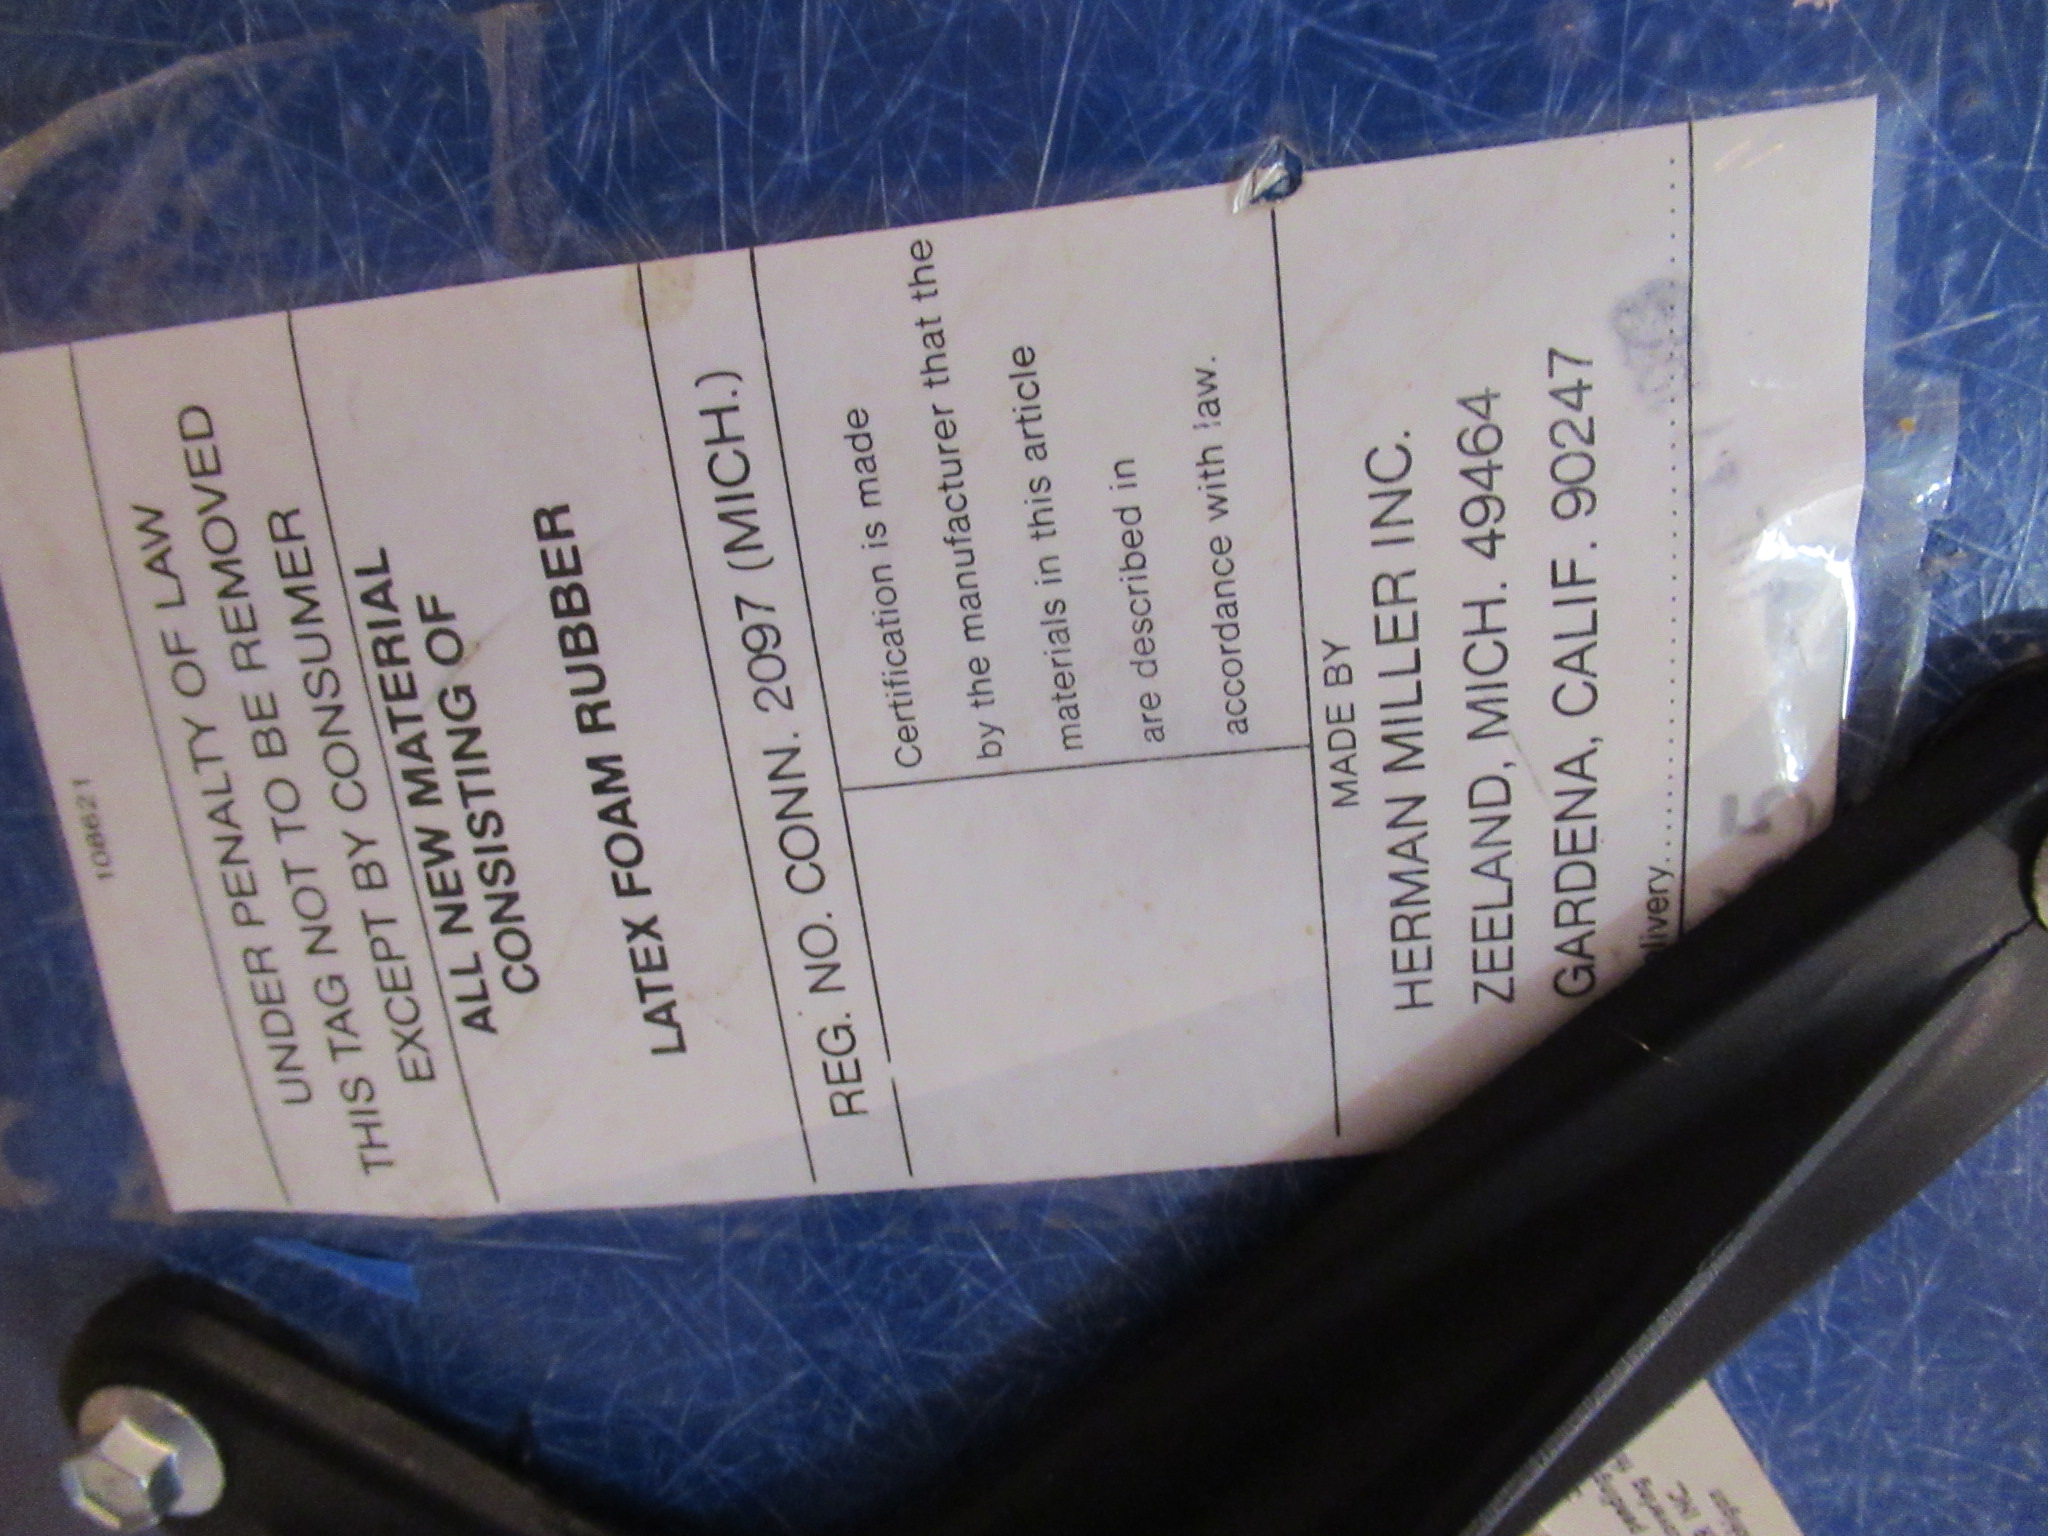 108621
UNDER PENALTY OF LAW
THIS TAG NOT TO BE REMOVED
EXCEPT BY CONSUMER
ALL NEW MATERIAL
CONSISTING OF
LATEX FOAM RUBBER
REG. NO. CONN. 2097 (MICH.)
Certification is made
by the manufacturer that the
materials in this article
are described in
accordance with law.
MADE BY
HERMAN MILLER INC.
ZEELAND, MICH. 49464
GARDENA, CALIF. 90247
livery